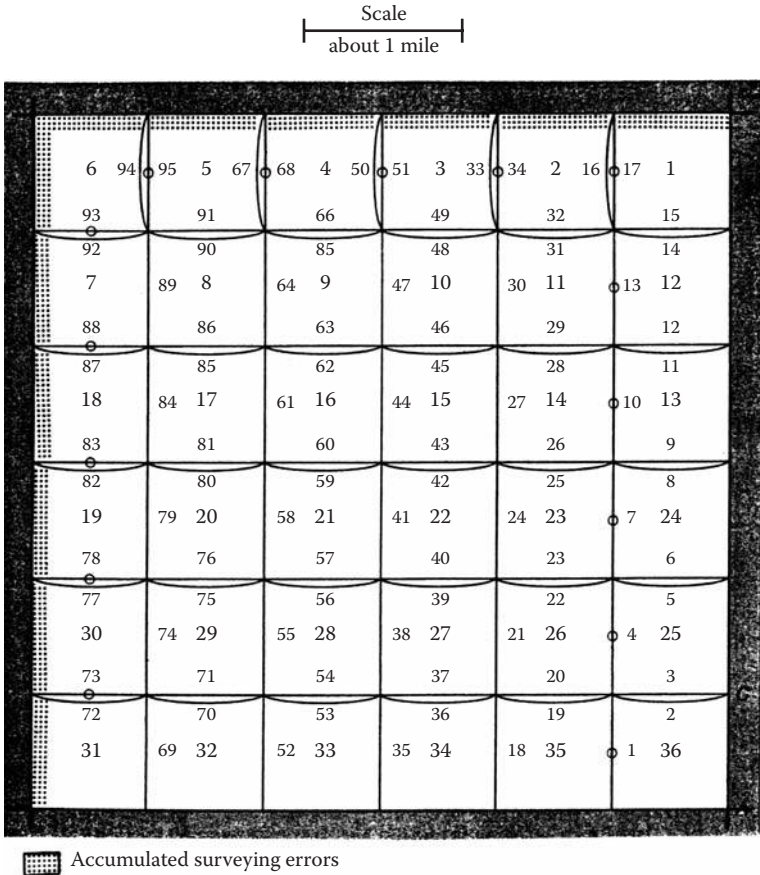 Scale
about 1 mile
6 94 95 5 67 68 4 50 51 3 33 34 2 16 17 1
93 91 66 49 32 15
92 90 85 48 31 14
7 89 8 64 9 47 10 30 11 13 12
88 86 63 46 29 12
87 85 62 45 28 11
18 84 17 61 16 44 15 27 14 10 13
83 81 60 43 26 9
82 80 59 42 25 8
19 79 20 58 21 41 22 24 23 7 24
78 76 57 40 23 6
77 75 56 39 22 5
30 74 29 55 28 38 27 21 26 4 25
73 71 54 37 20 3
72 70 53 36 19 2
31 69 32 52 33 35 34 18 35 1 36
Accumulated surveying errors